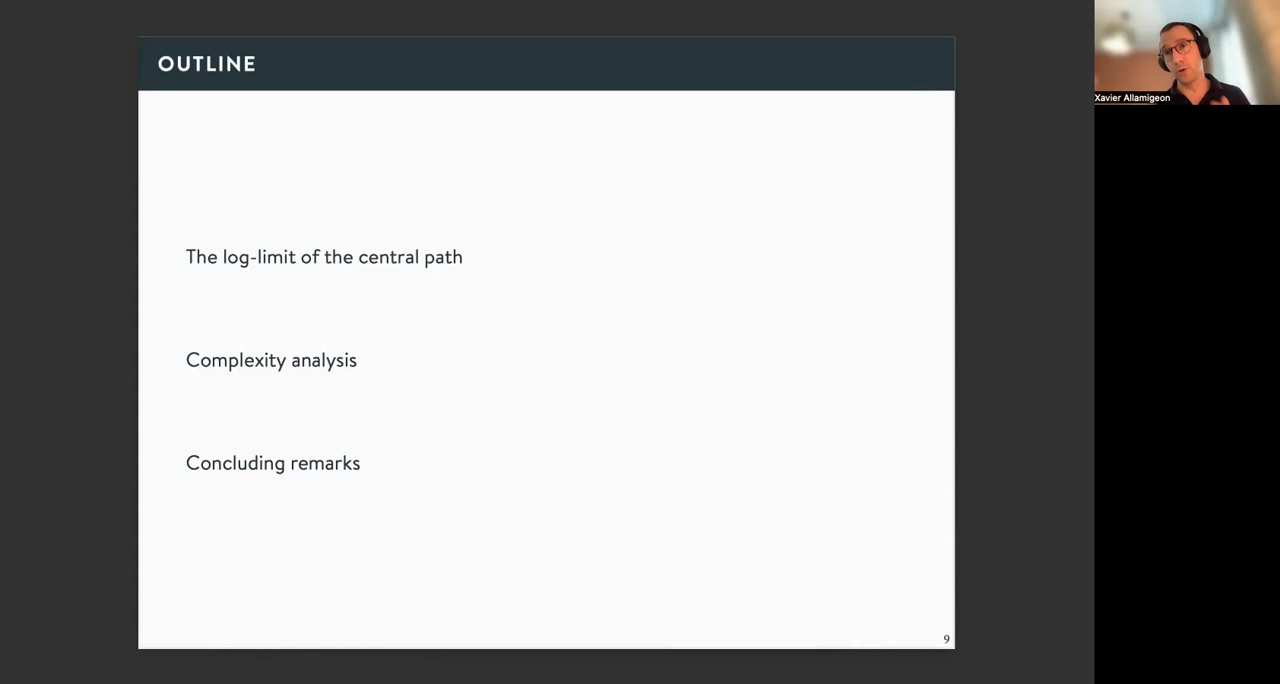 OUTLINE
Xavier Allamigeon
The log-limit of the central path
Complexity analysis
Concluding remarks
9